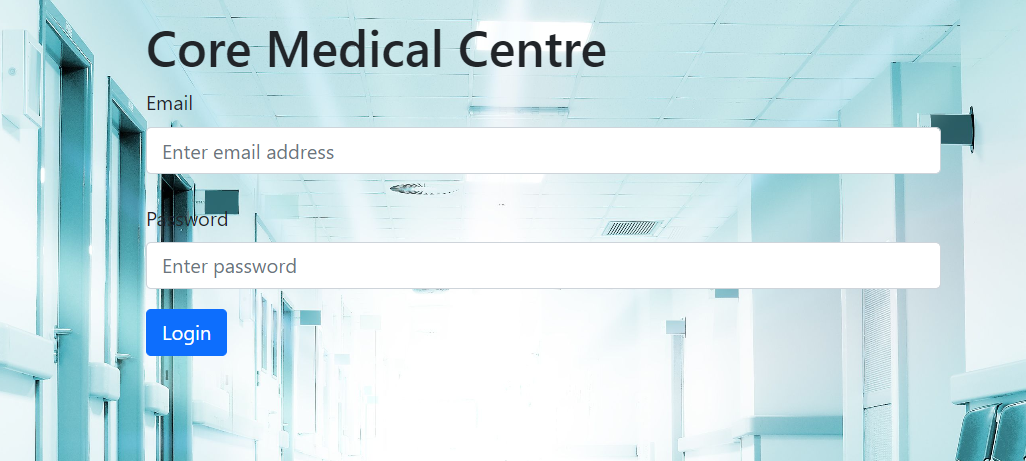 Core Medical Centre
Email
Enter email address
Password
Enter password
Login